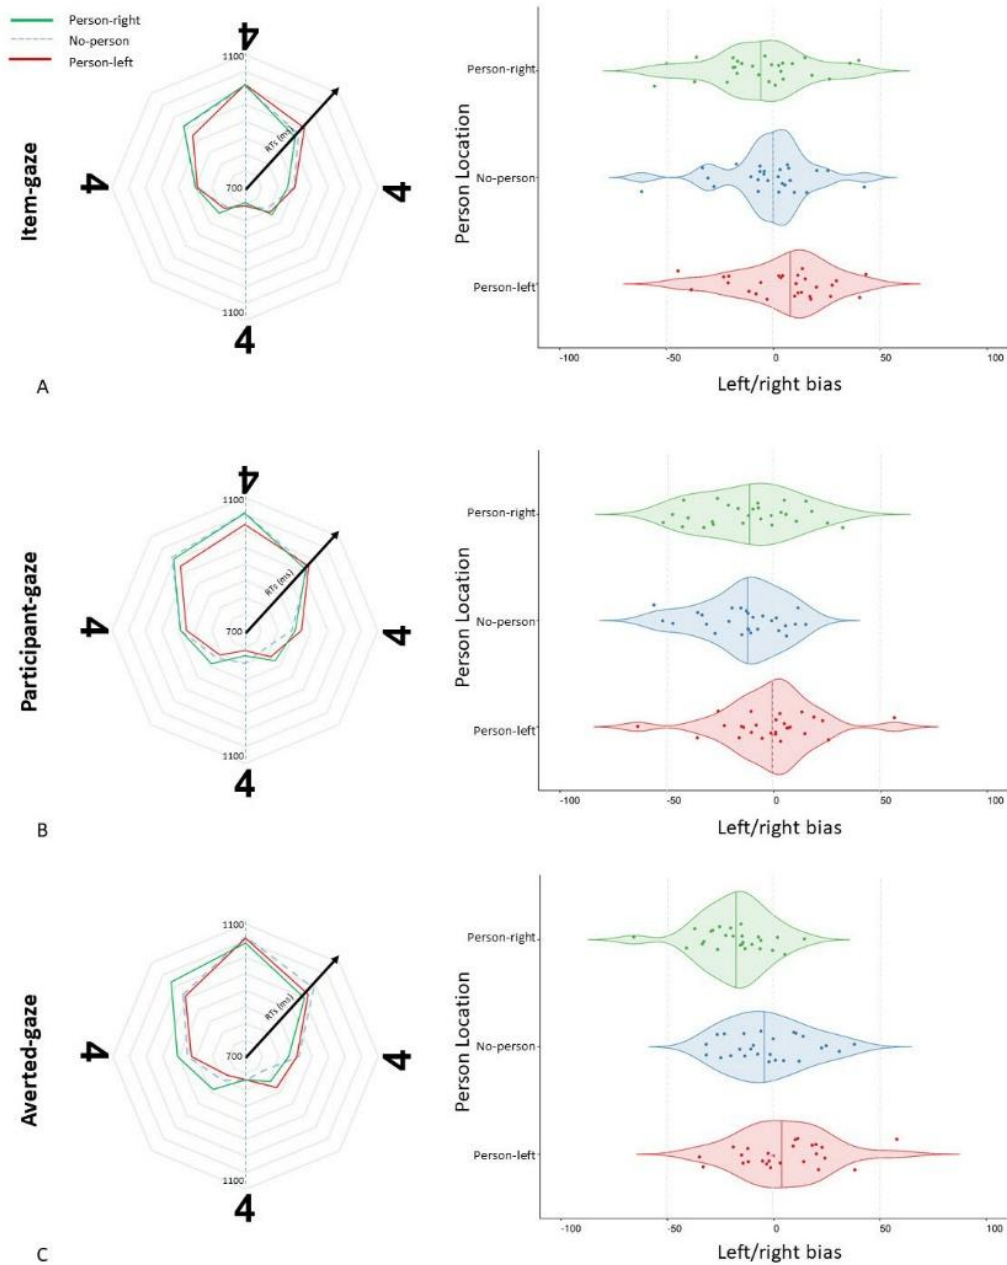 Person-right
No-person
Person-left
Item-gaze
4
1100
RTs (ms)
4
700
4
1100
4
A
Person Location
Person-right
No-person
Person-left
-100 -50 0 50 100
Left/right bias
Participant-gaze
4
1100
RTs (ms)
4
700
4
1100
4
B
Person Location
Person-right
No-person
Person-left
-100 -50 0 50 100
Left/right bias
Averted-gaze
4
1100
RTs (ms)
4
700
4
1100
4
C
Person Location
Person-right
No-person
Person-left
-100 -50 0 50 100
Left/right bias